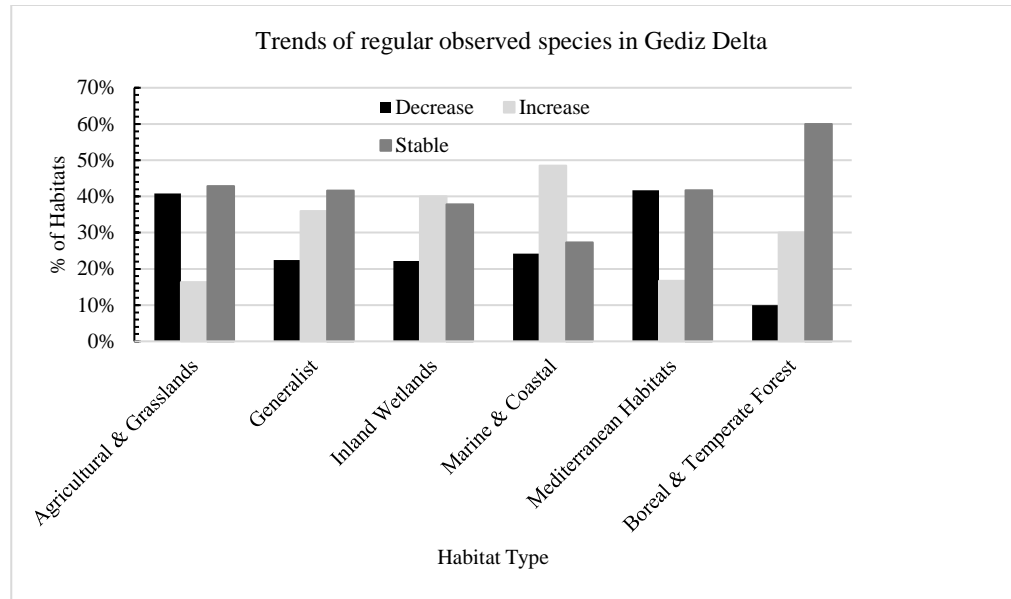 Trends of regular observed species in Gediz Delta
Decrease
Increase
Stable
70%
60%
50%
40%
30%
20%
10%
0%
% of Habitats
Agricultural & Grasslands
Generalist
Inland Wetlands
Marine & Coastal
Mediterranean Habitats
Boreal & Temperate Forest
Habitat Type